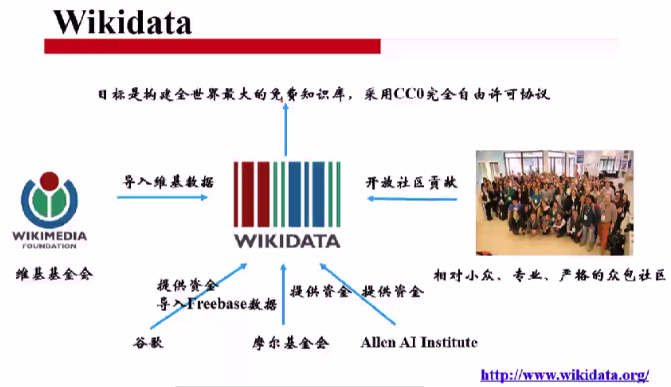 Wikidata
目标是构建全世界最大的免费知识库，采用CC0完全自由许可协议
导入维基数据
开放社区贡献
WIKIMEDIA
FOUNDATION
WIKIDATA
维基基金会
相对小众、专业、严格的众包社区
提供资金
导入Freebase数据
提供资金
提供资金
谷歌
摩尔基金会
Allen AI Institute
http://www.wikidata.org/